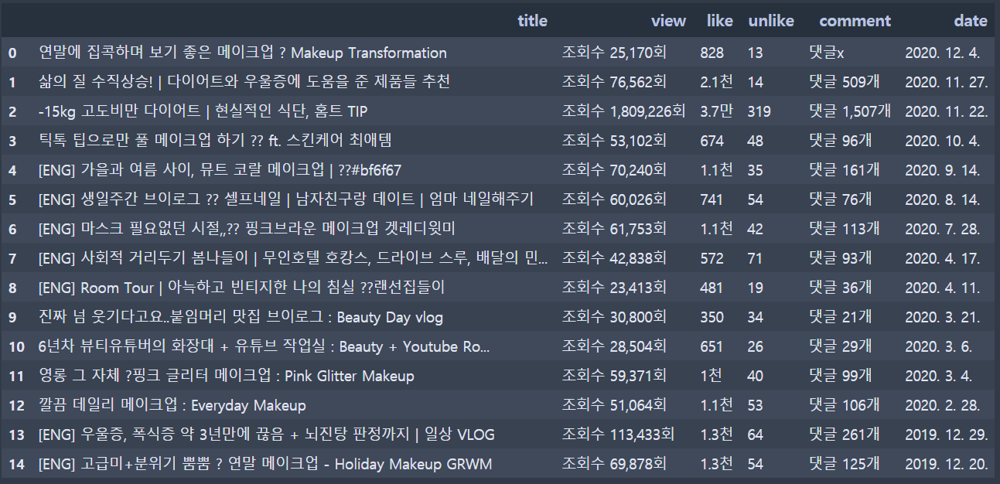 title view like unlike comment date
0 연말에 집콕하며 보기 좋은 메이크업 ? Makeup Transformation 조회수 25,170회 828 13 댓글x 2020. 12. 4.
1 삶의 질 수직상승! | 다이어트와 우울증에 도움을 준 제품들 추천 조회수 76,562회 2.1천 14 댓글 509개 2020. 11. 27.
2 -15kg 고도비만 다이어트 | 현실적인 식단, 홈트 TIP 조회수 1,809,226회 3.7만 319 댓글 1,507개 2020. 11. 22.
3 틱톡 팁으로만 풀 메이크업 하기 ?? ft. 스킨케어 최애템 조회수 53,102회 674 48 댓글 96개 2020. 10. 4.
4 [ENG] 가을과 여름 사이, 뮤트 코랄 메이크업 | ??#bf6f67 조회수 70,240회 1.1천 35 댓글 161개 2020. 9. 14.
5 [ENG] 생일주간 브이로그 ?? 셀프네일 | 남자친구랑 데이트 | 엄마 네일해주기 조회수 60,026회 741 54 댓글 76개 2020. 8. 14.
6 [ENG] 마스크 필요없던 시절,,?? 핑크브라운 메이크업 겟레디윗미 조회수 61,753회 1.1천 42 댓글 113개 2020. 7. 28.
7 [ENG] 사회적 거리두기 봄나들이 | 무인호텔 호캉스, 드라이브 스루, 배달의 민... 조회수 42,838회 572 71 댓글 93개 2020. 4. 17.
8 [ENG] Room Tour | 아늑하고 빈티지한 나의 침실 ??랜선집들이 조회수 23,413회 481 19 댓글 36개 2020. 4. 11.
9 진짜 넘 웃기다고요..붙임머리 맛집 브이로그 : Beauty Day vlog 조회수 30,800회 350 34 댓글 21개 2020. 3. 21.
10 6년차 뷰티유튜버의 화장대 + 유튜브 작업실 : Beauty + Youtube Ro... 조회수 28,504회 651 26 댓글 29개 2020. 3. 6.
11 영롱 그 자체 ?핑크 글리터 메이크업 : Pink Glitter Makeup 조회수 59,371회 1천 40 댓글 99개 2020. 3. 4.
12 깔끔 데일리 메이크업 : Everyday Makeup 조회수 51,064회 1.1천 53 댓글 106개 2020. 2. 28.
13 [ENG] 우울증, 폭식증 약 3년만에 끊음 + 뇌진탕 판정까지 | 일상 VLOG 조회수 113,433회 1.3천 64 댓글 261개 2019. 12. 29.
14 [ENG] 고급미+분위기 뿜뿜 ? 연말 메이크업 - Holiday Makeup GRWM 조회수 69,878회 1.3천 54 댓글 125개 2019. 12. 20.